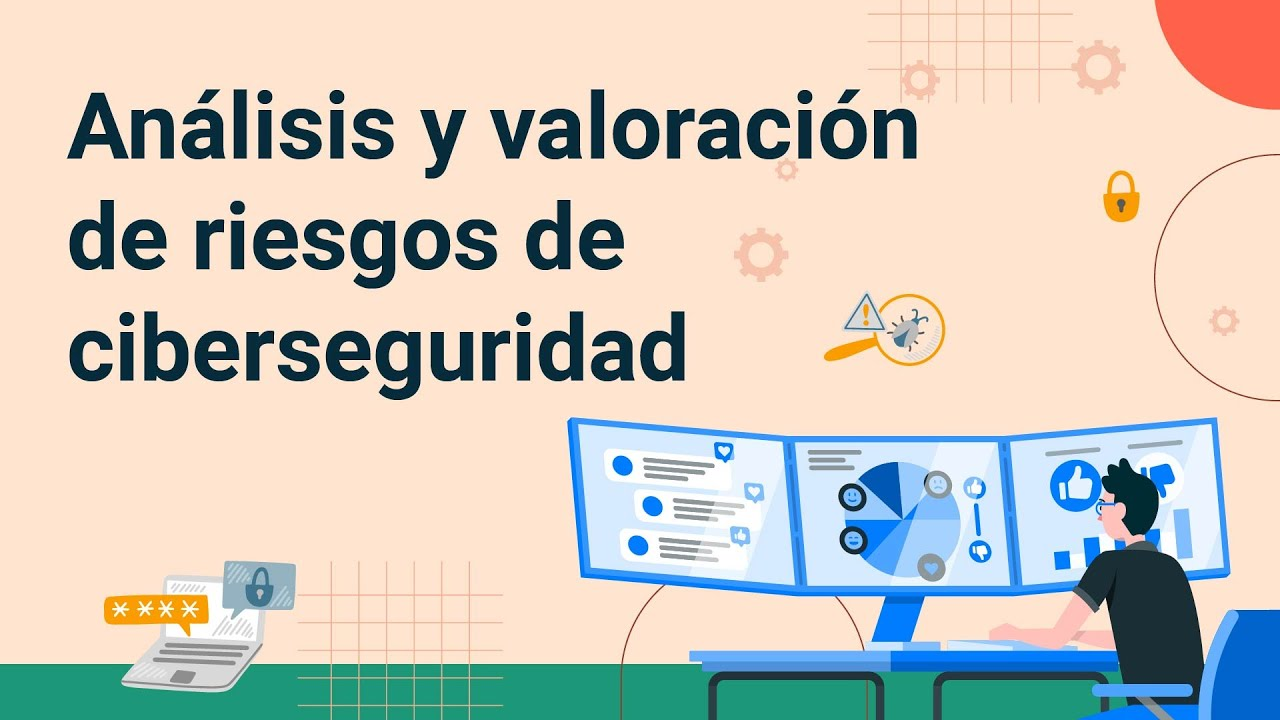 Análisis y valoración
de riesgos de
ciberseguridad
****